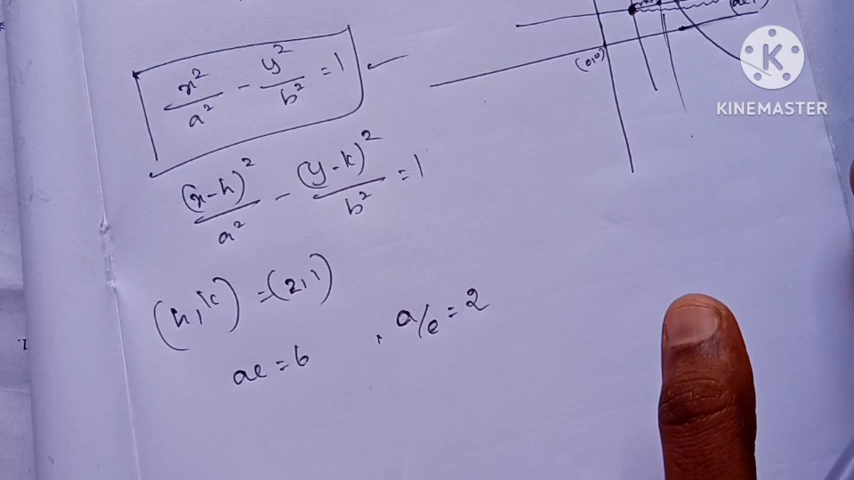 x²/a² - y²/b² = 1
(x-h)²/a² - (y-k)²/b² = 1
(h, k) = (2, 1)
ae = 6 , a/e = 2
(0,0)
K
KINEMASTER